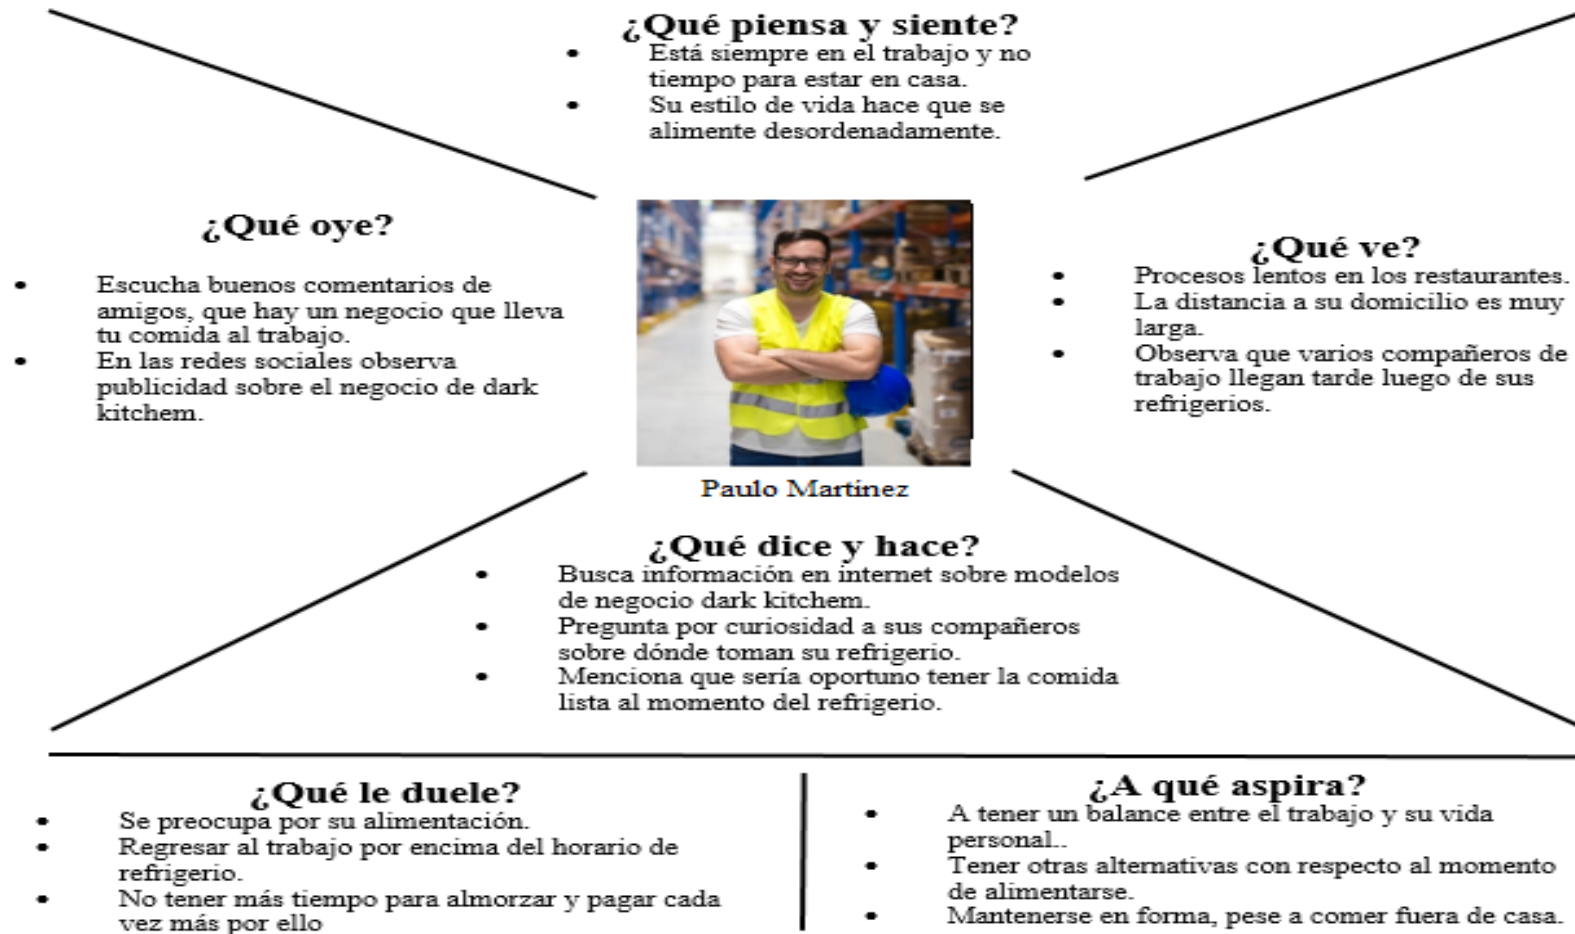 ¿Qué piensa y siente?
• Está siempre en el trabajo y no
tiempo para estar en casa.
• Su estilo de vida hace que se
alimente desordenadamente.
¿Qué oye?
• Escucha buenos comentarios de
amigos, que hay un negocio que lleva
tu comida al trabajo.
• En las redes sociales observa
publicidad sobre el negocio de dark
kitchem.
¿Qué ve?
• Procesos lentos en los restaurantes.
• La distancia a su domicilio es muy
larga.
• Observa que varios compañeros de
trabajo llegan tarde luego de sus
refrigerios.
Paulo Martínez
¿Qué dice y hace?
• Busca información en internet sobre modelos
de negocio dark kitchem.
• Pregunta por curiosidad a sus compañeros
sobre dónde toman su refrigerio.
• Menciona que sería oportuno tener la comida
lista al momento del refrigerio.
¿Qué le duele?
• Se preocupa por su alimentación.
• Regresar al trabajo por encima del horario de
refrigerio.
• No tener más tiempo para almorzar y pagar cada
vez más por ello
¿A qué aspira?
• A tener un balance entre el trabajo y su vida
personal..
• Tener otras alternativas con respecto al momento
de alimentarse.
• Mantenerse en forma, pese a comer fuera de casa.